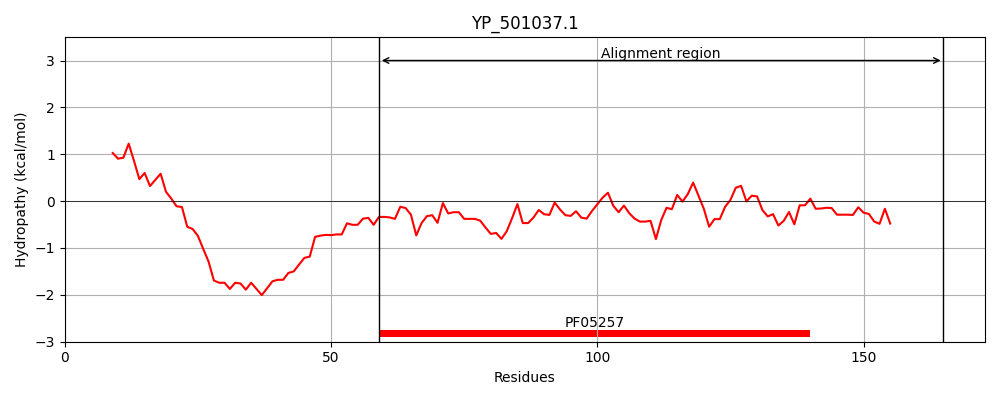 YP_501037.1
Alignment region
3
2
1
0
−1
−2
−3
Hydropathy (kcal/mol)
PF05257
0
50
100
150
Residues